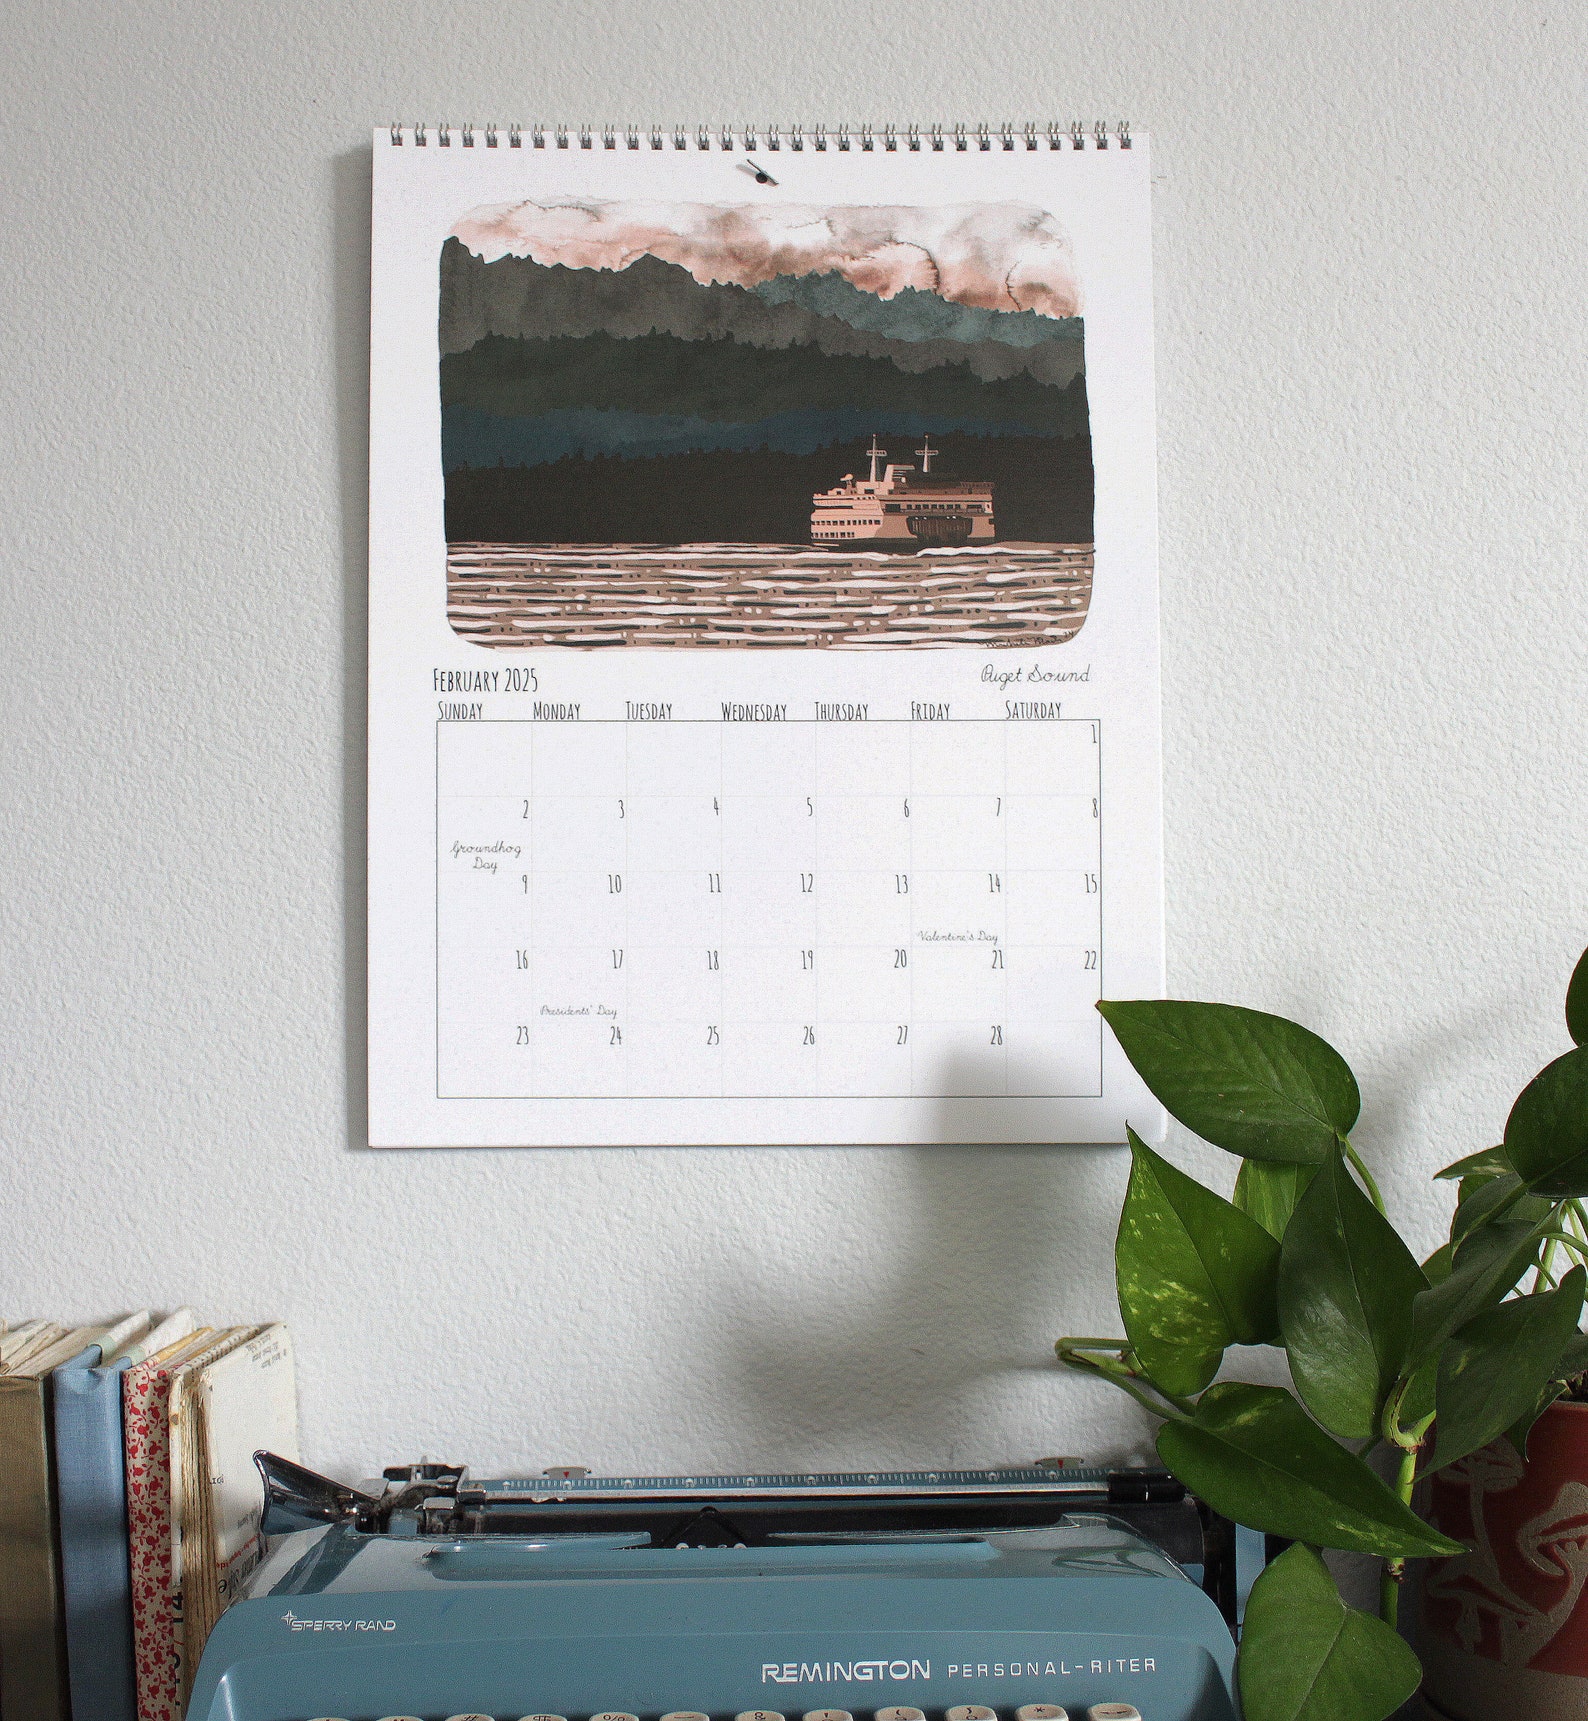 February 2025
Puget Sound
Sunday Monday Tuesday Wednesday Thursday Friday Saturday
1
2 3 4 5 6 7 8
Groundhog
Day
9 10 11 12 13 14 15
Valentine's Day
16 17 18 19 20 21 22
Presidents' Day
23 24 25 26 27 28
SPERRY RAND
REMINGTON PERSONAL-RITER